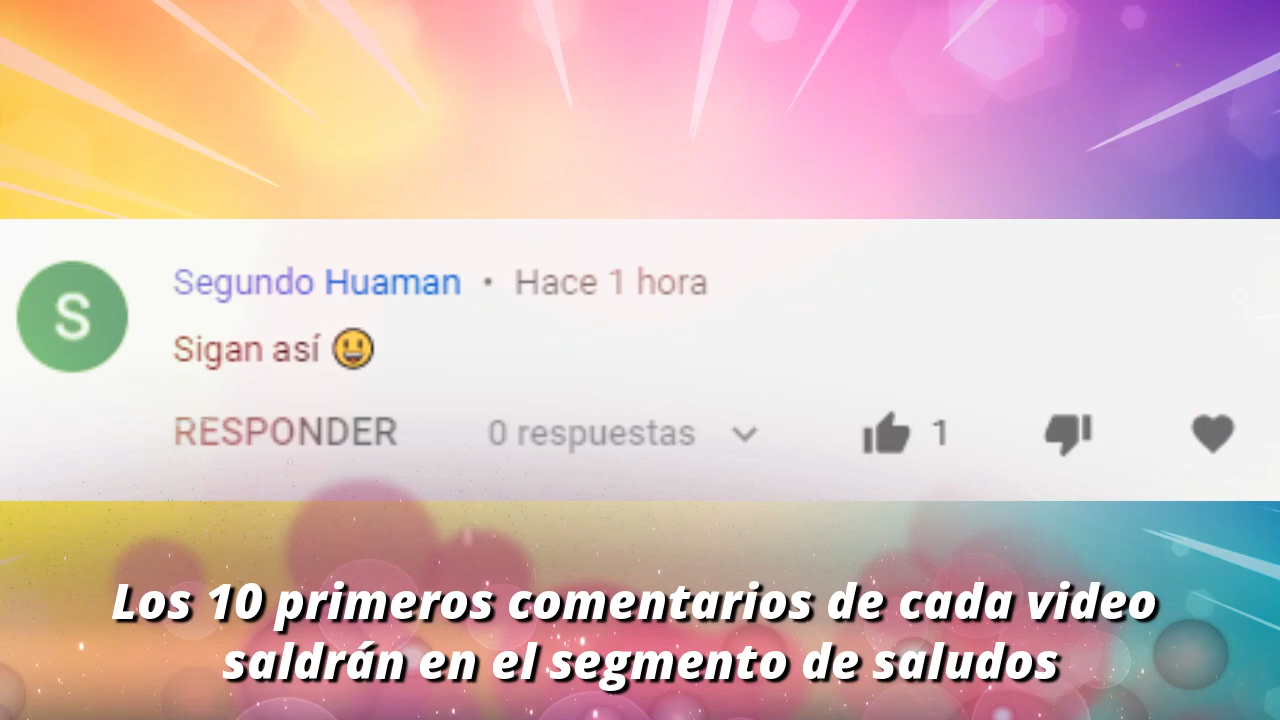 S
Segundo Huaman • Hace 1 hora
Sigan así 😃
RESPONDER 0 respuestas 1
Los 10 primeros comentarios de cada video
saldrán en el segmento de saludos